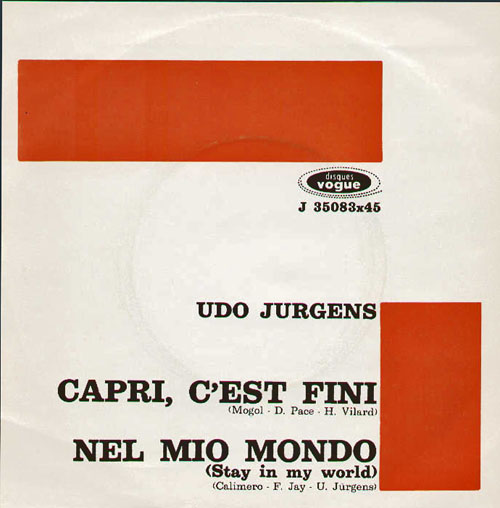 disques
vogue
J 35083x45
UDO JURGENS
CAPRI, C'EST FINI
(Mogol - D. Pace - H. Vilard)
NEL MIO MONDO
(Stay in my world)
(Calimero - F. Jay - U. Jürgens)